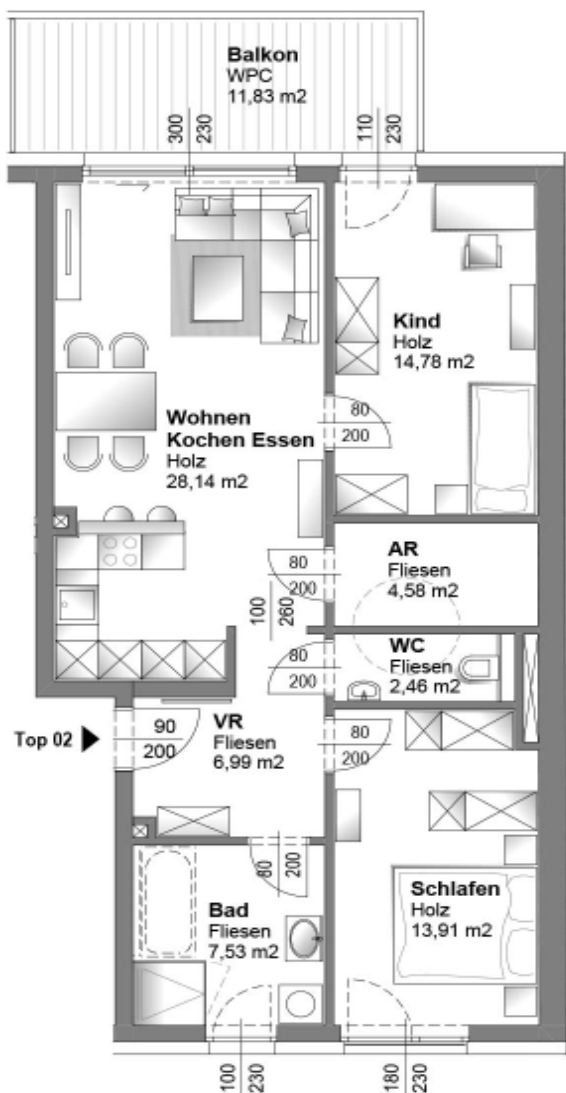 Balkon
WPC
11,83 m2
300
230
110
230
Kind
Holz
14,78 m2
80
200
Wohnen
Kochen Essen
Holz
28,14 m2
AR
Fliesen
4,58 m2
80
200
100
260
WC
Fliesen
2,46 m2
80
200
Top 02
90
200
VR
Fliesen
6,99 m2
80
200
80
200
Bad
Fliesen
7,53 m2
Schlafen
Holz
13,91 m2
100
230
180
230